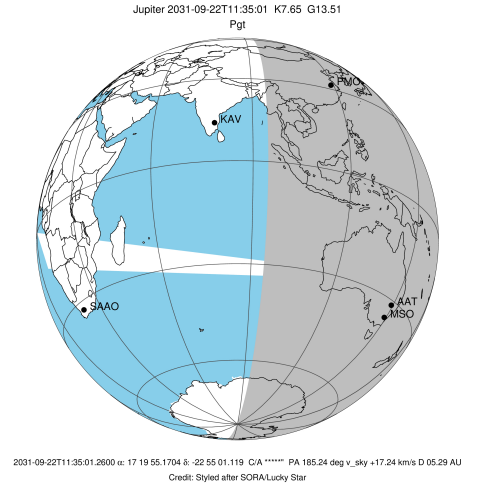 Jupiter 2031-09-22T11:35:01 K7.65 G13.51
Pgt
PMO
KAV
SAAO
AAT
MSO
2031-09-22T11:35:01.2600 α: 17 19 55.1704 δ: -22 55 01.119 C/A *****" PA 185.24 deg v_sky +17.24 km/s D 05.29 AU
Credit: Styled after SORA/Lucky Star